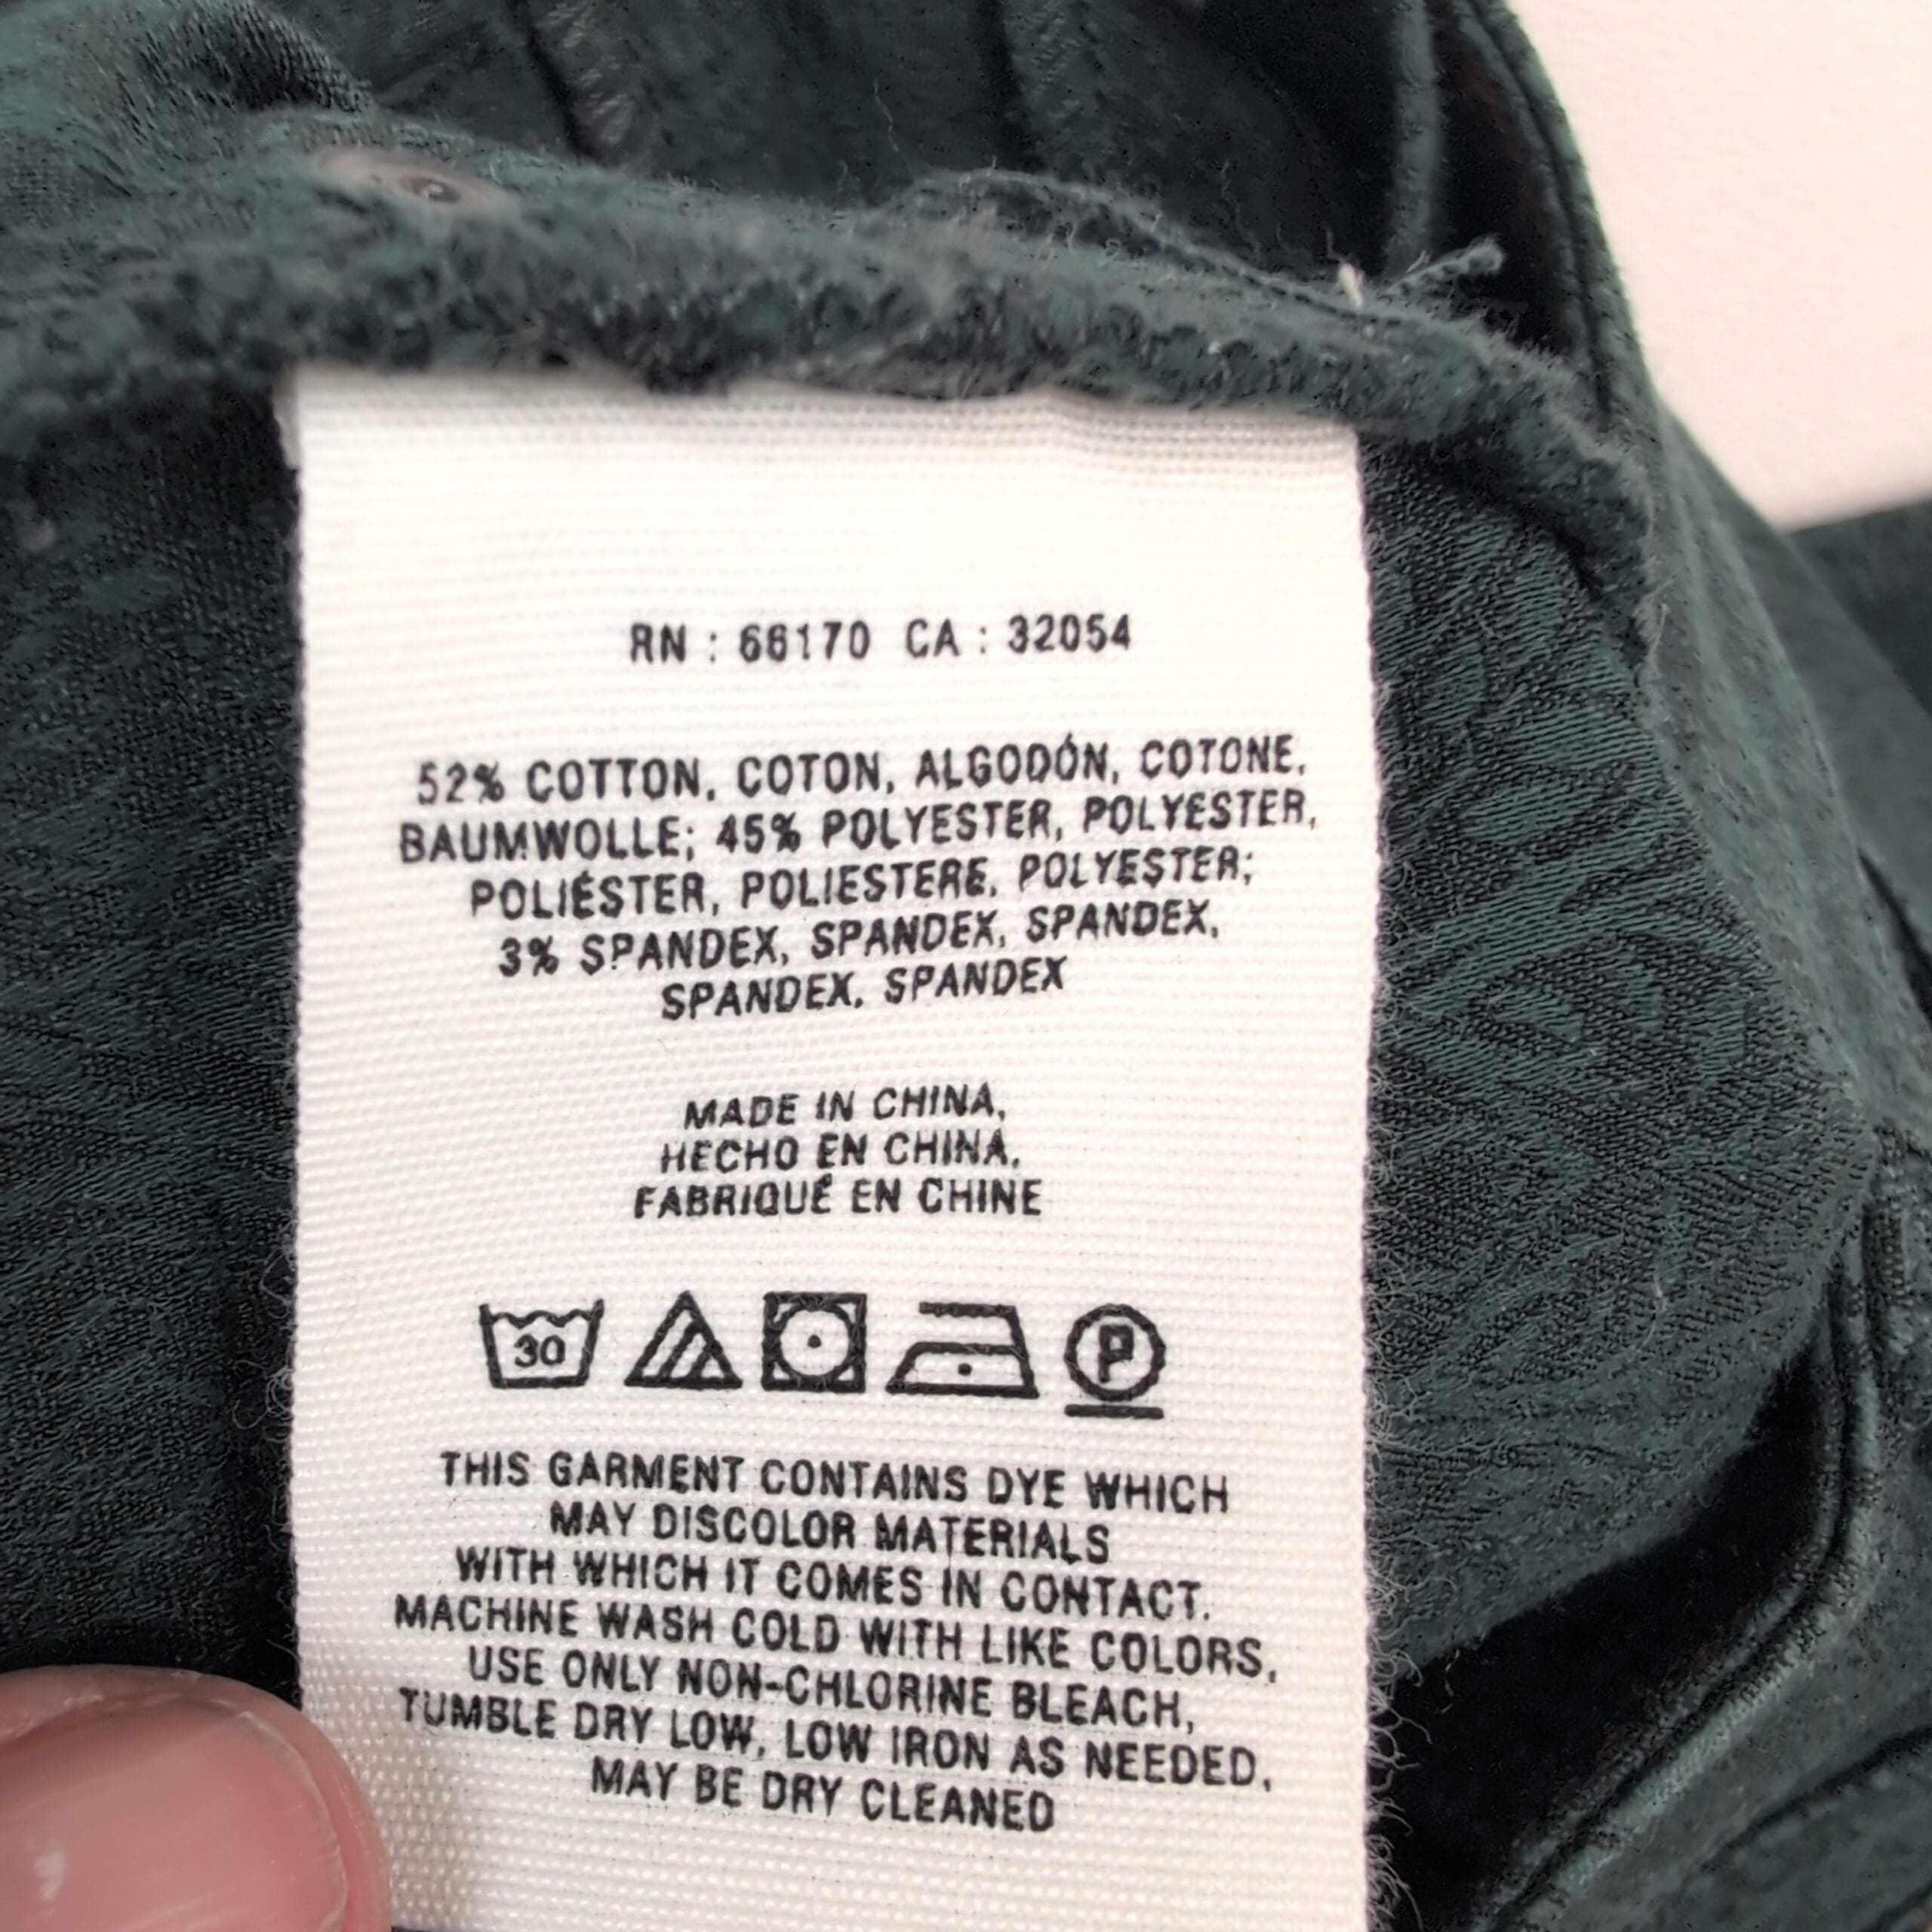 RN : 66170 CA : 32054
52% COTTON, COTON, ALGODÓN, COTONE,
BAUMWOLLE; 45% POLYESTER, POLYESTER,
POLIÉSTER, POLIESTERE, POLYESTER;
3% SPANDEX, SPANDEX, SPANDEX,
SPANDEX, SPANDEX
MADE IN CHINA,
HECHO EN CHINA,
FABRIQUÉ EN CHINE
30 P
THIS GARMENT CONTAINS DYE WHICH
MAY DISCOLOR MATERIALS
WITH WHICH IT COMES IN CONTACT.
MACHINE WASH COLD WITH LIKE COLORS,
USE ONLY NON-CHLORINE BLEACH,
TUMBLE DRY LOW, LOW IRON AS NEEDED,
MAY BE DRY CLEANED